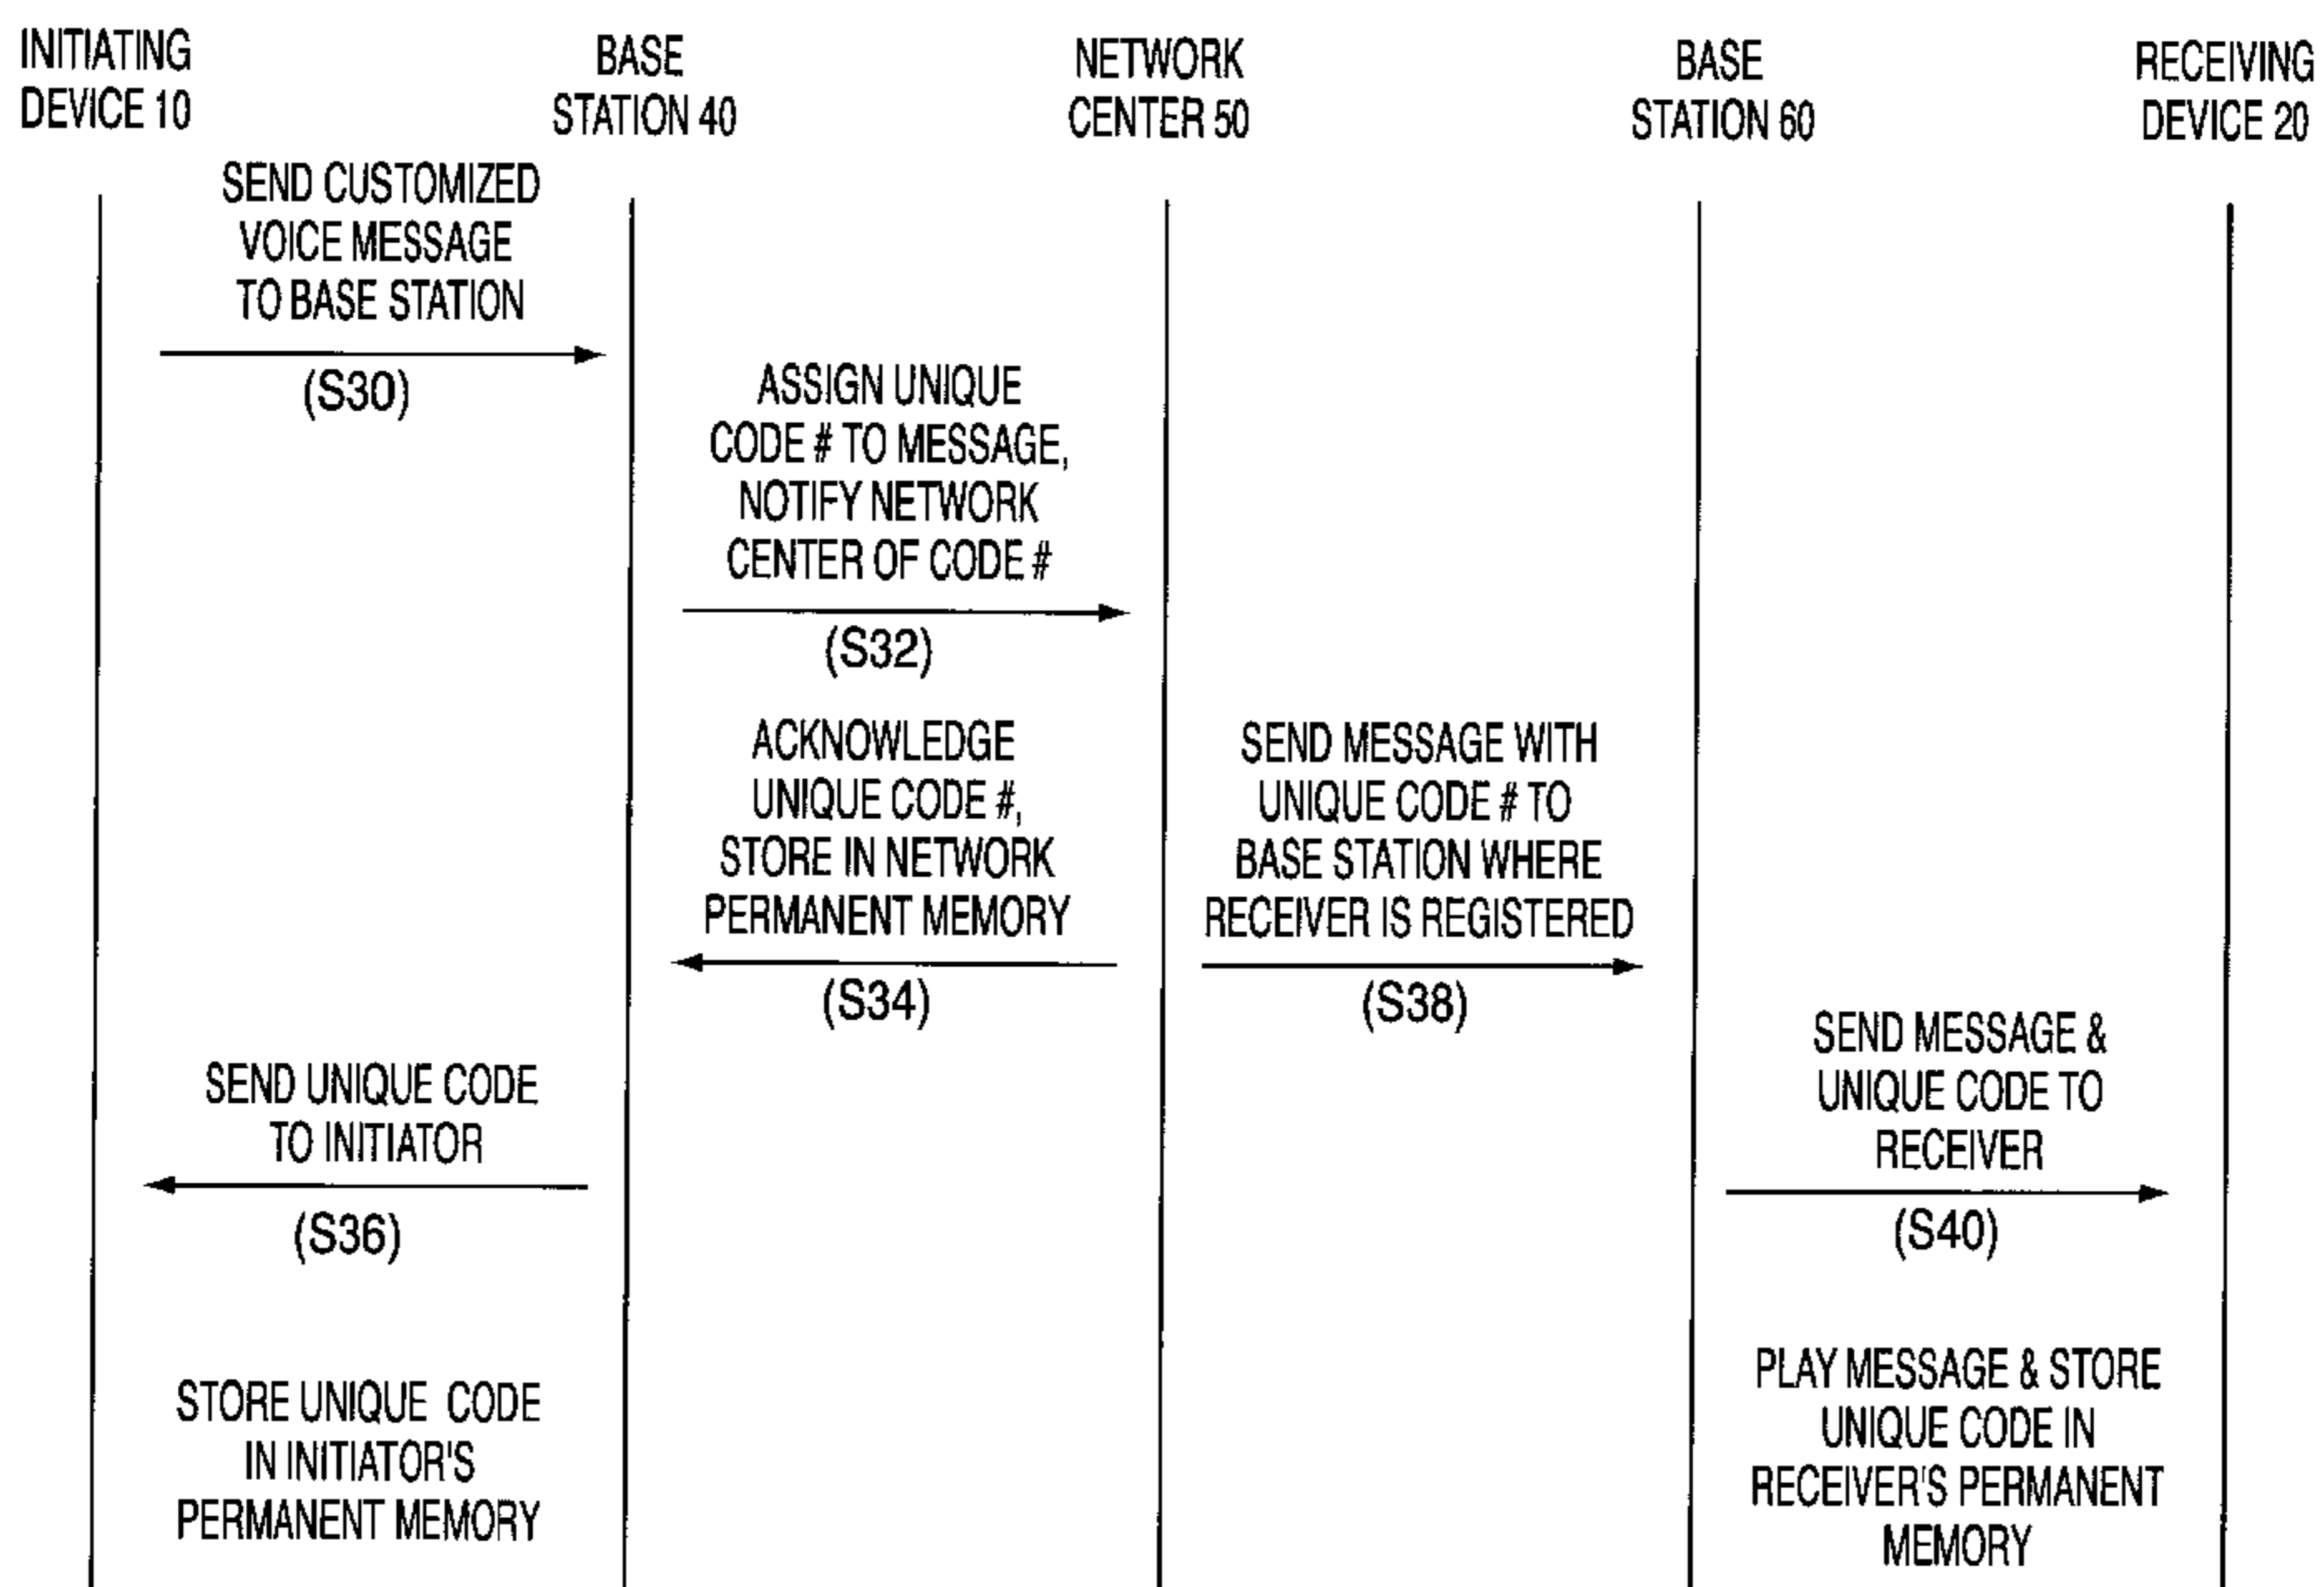 INITIATING
DEVICE 10
BASE
STATION 40
NETWORK
CENTER 50
BASE
STATION 60
RECEIVING
DEVICE 20
SEND CUSTOMIZED
VOICE MESSAGE
TO BASE STATION
(S30)
ASSIGN UNIQUE
CODE # TO MESSAGE,
NOTIFY NETWORK
CENTER OF CODE #
(S32)
ACKNOWLEDGE
UNIQUE CODE #,
STORE IN NETWORK
PERMANENT MEMORY
(S34)
SEND MESSAGE WITH
UNIQUE CODE # TO
BASE STATION WHERE
RECEIVER IS REGISTERED
(S38)
SEND UNIQUE CODE
TO INITIATOR
(S36)
SEND MESSAGE &
UNIQUE CODE TO
RECEIVER
(S40)
STORE UNIQUE CODE
IN INITIATOR'S
PERMANENT MEMORY
PLAY MESSAGE & STORE
UNIQUE CODE IN
RECEIVER'S PERMANENT
MEMORY